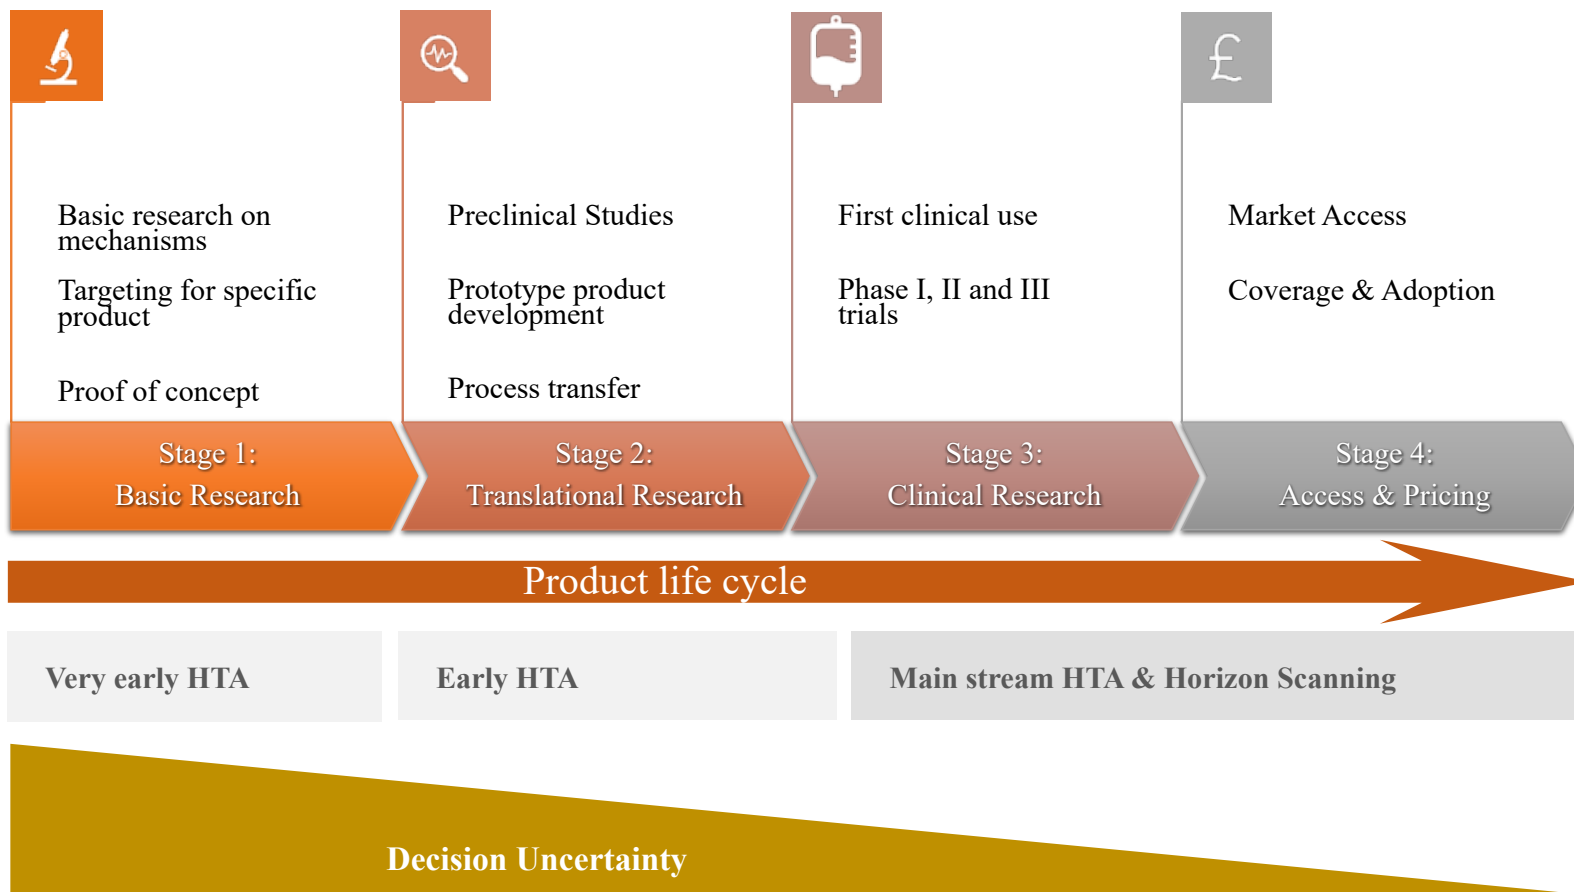 £
Basic research on
mechanisms
Targeting for specific
product
Proof of concept
Preclinical Studies
Prototype product
development
Process transfer
First clinical use
Phase I, II and III
trials
Market Access
Coverage & Adoption
Stage 1:
Basic Research
Stage 2:
Translational Research
Stage 3:
Clinical Research
Stage 4:
Access & Pricing
Product life cycle
Very early HTA
Early HTA
Main stream HTA & Horizon Scanning
Decision Uncertainty